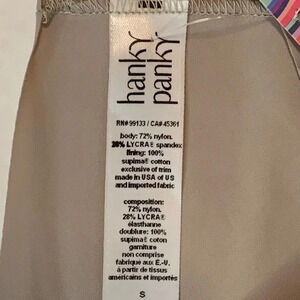 hanky
panky
RN#99133 / CA#45361
body: 72% nylon.
28% LYCRA® spandex
lining: 100%
supima® cotton
exclusive of trim
made in USA of US
and imported fabric
composition:
72% nylon.
28% LYCRA®
élasthanne
doublure: 100%
supima® coton
garniture
non comprise
fabrique aux É.-U.
à partir de tissus
américains et importés
S